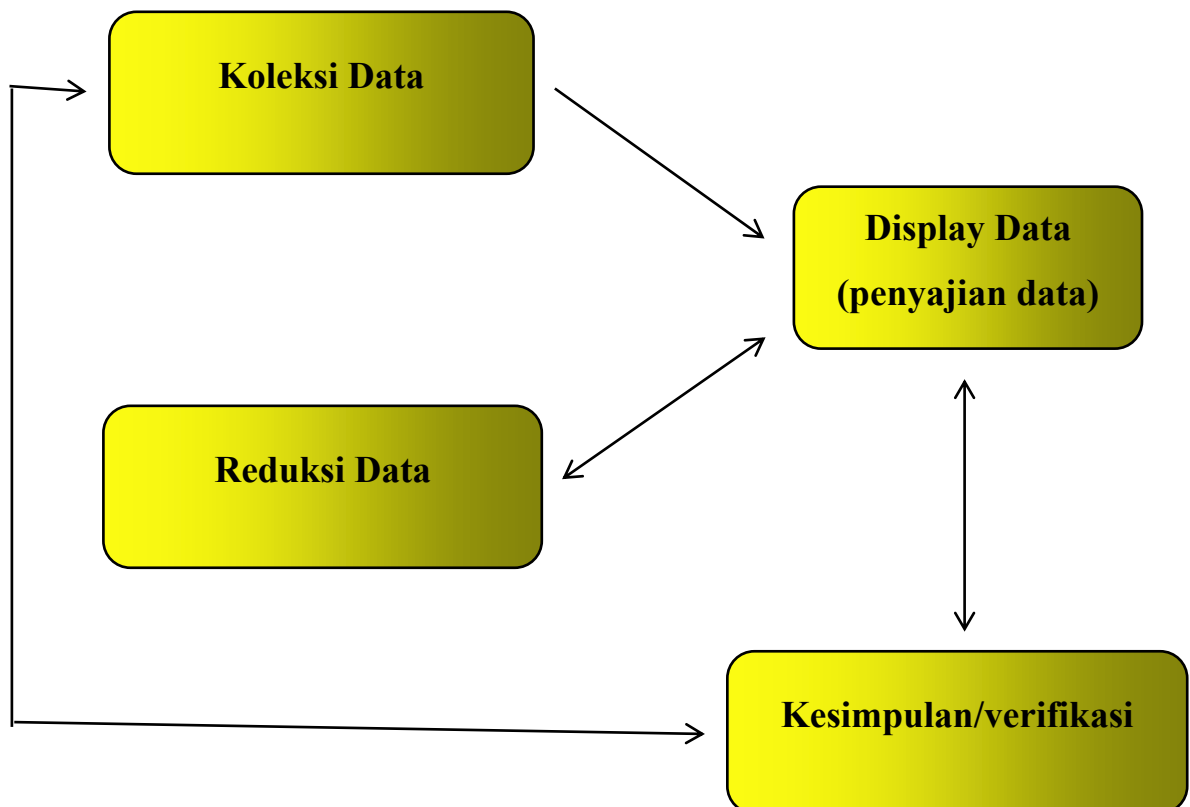 Koleksi Data
Display Data
(penyajian data)
Reduksi Data
Kesimpulan/verifikasi